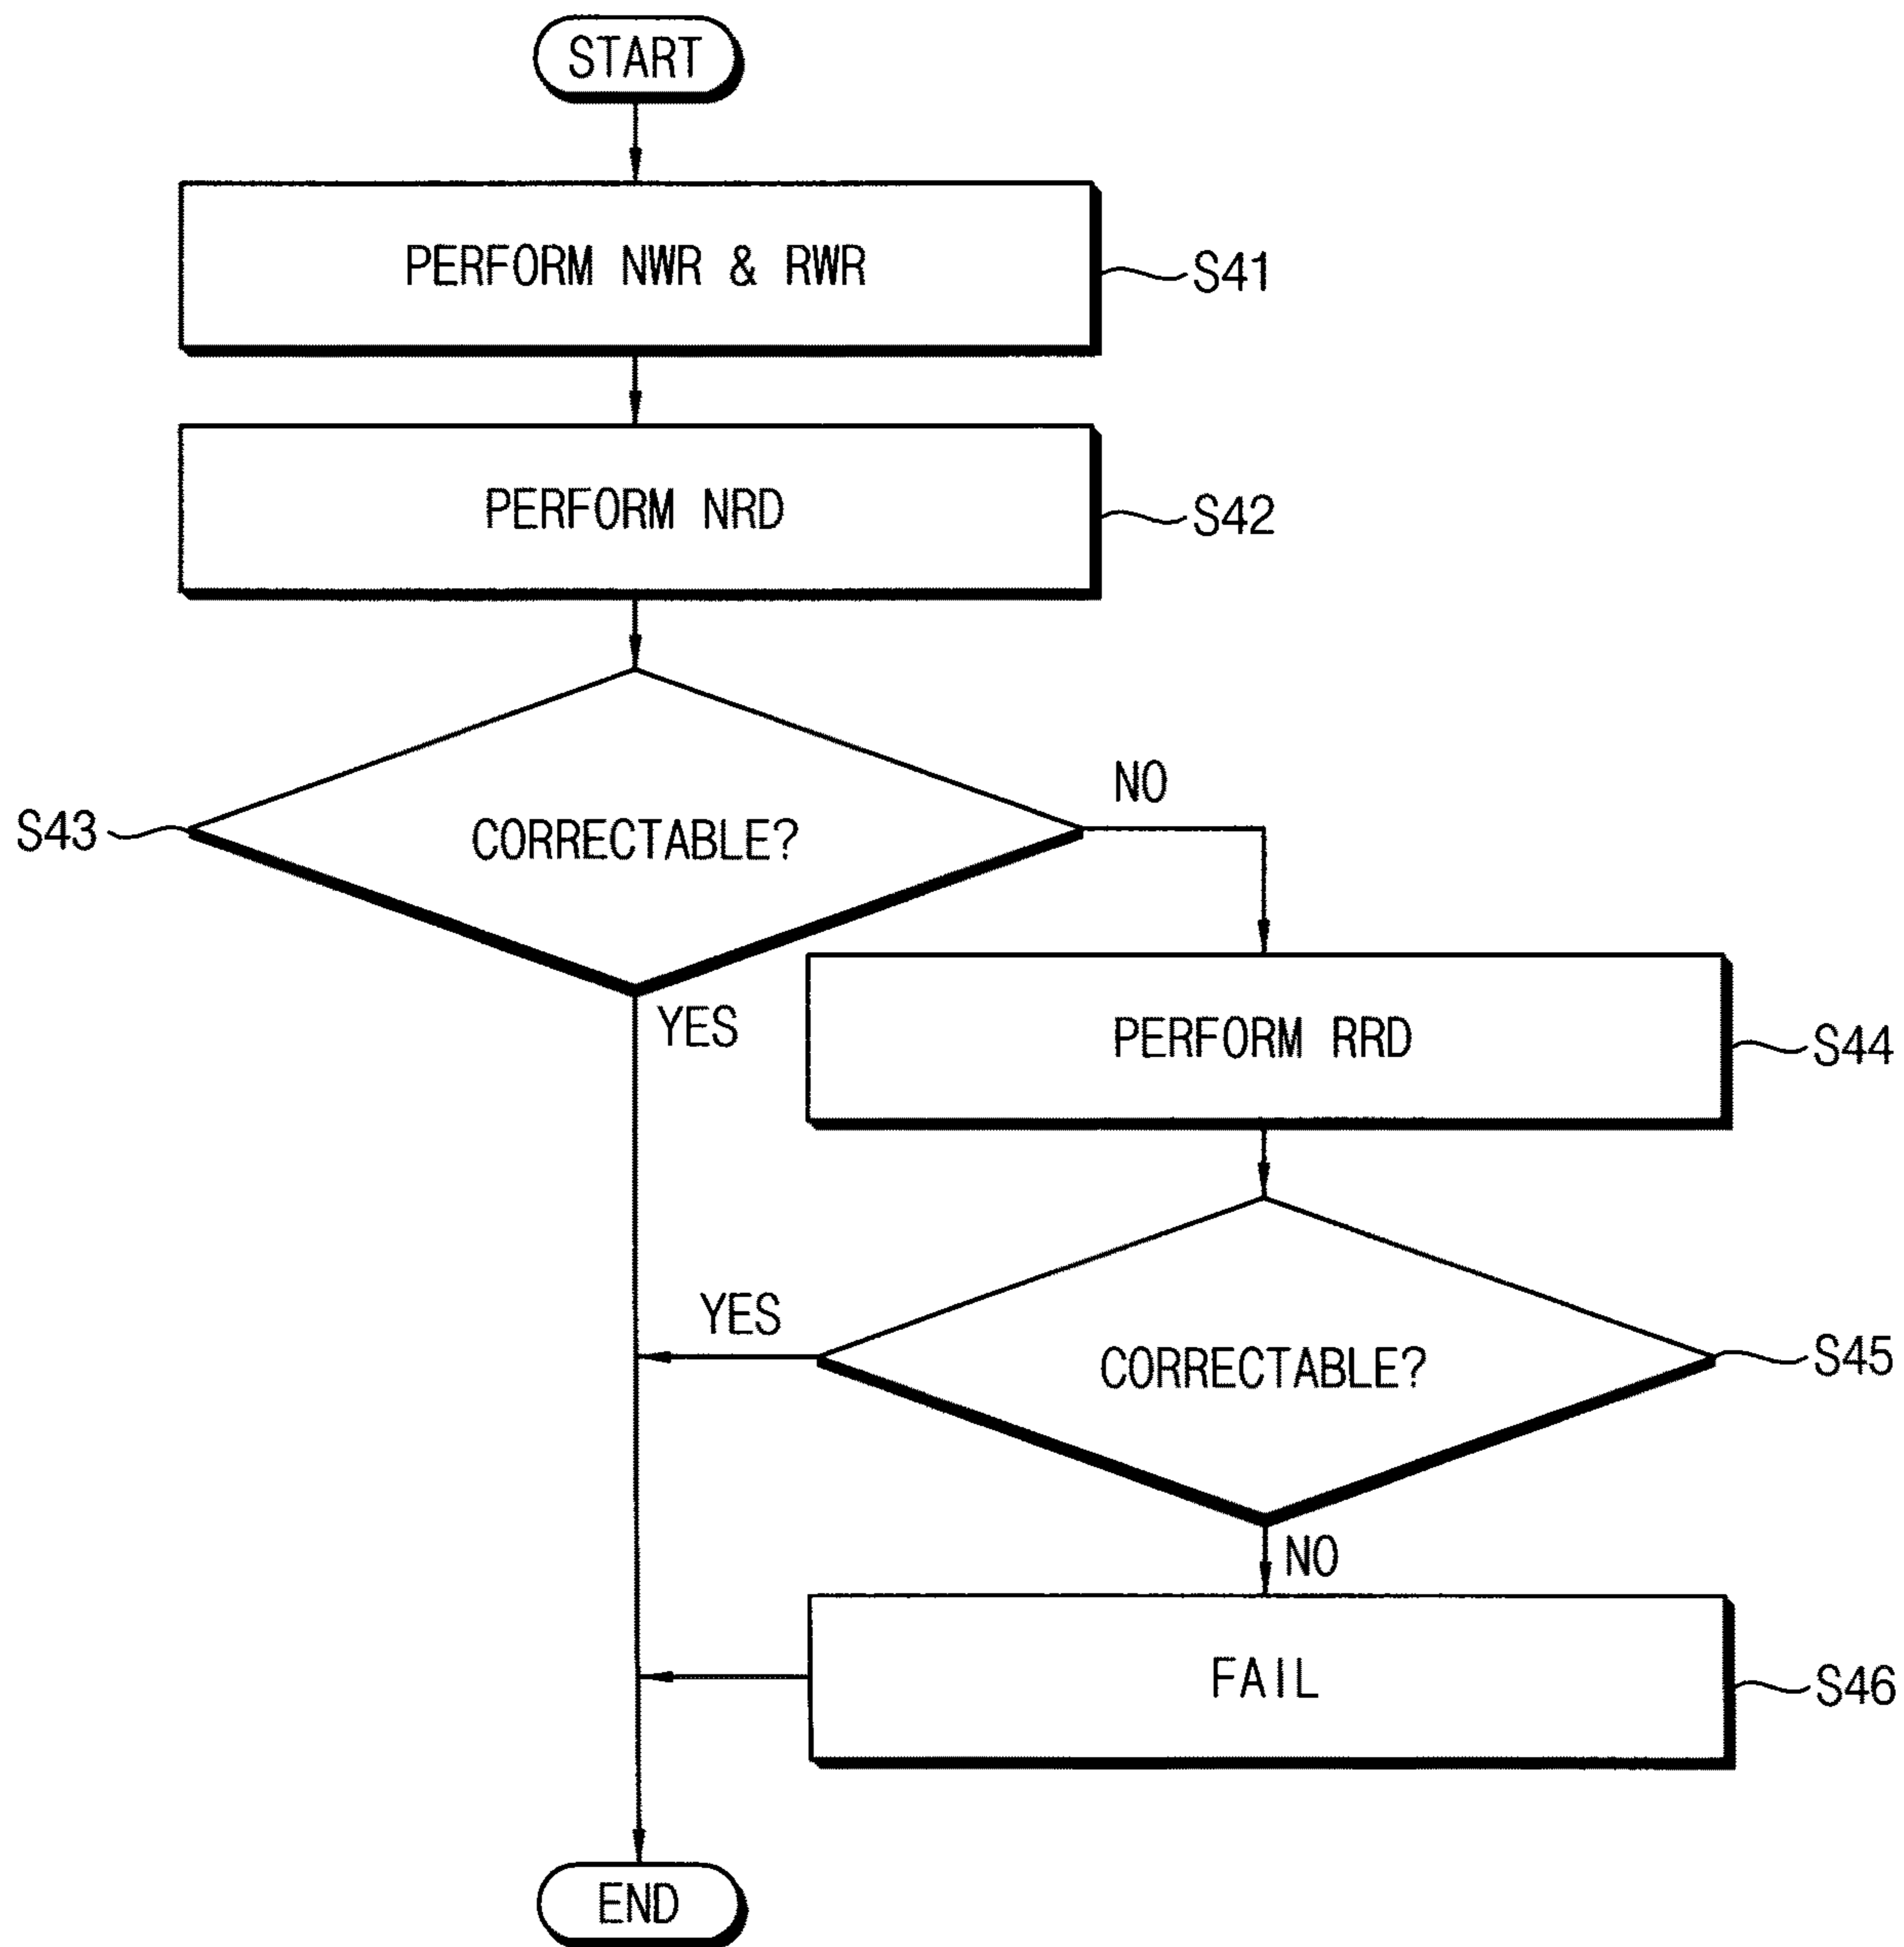 START
PERFORM NWR & RWR
S41
PERFORM NRD
S42
S43
CORRECTABLE?
NO
YES
PERFORM RRD
S44
YES
CORRECTABLE?
S45
NO
FAIL
S46
END